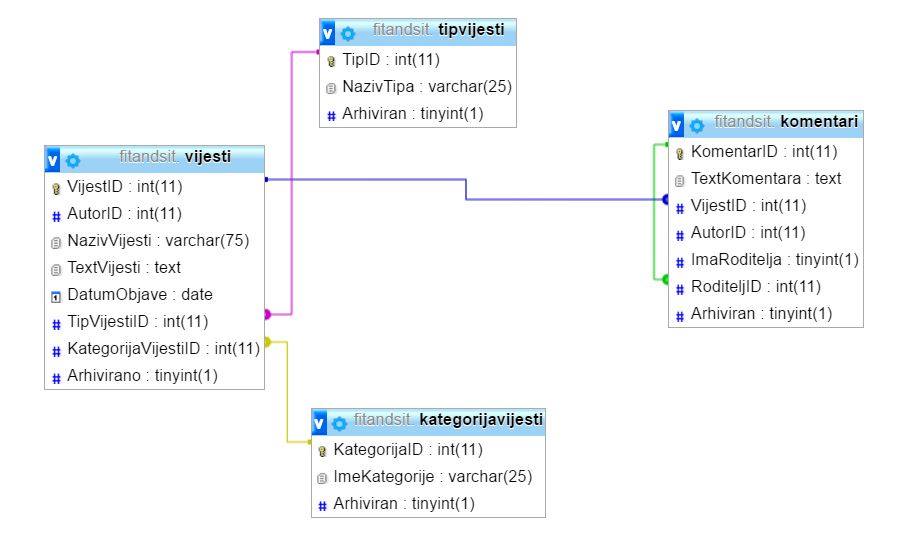 fitandsit. tipvijesti
TipID : int(11)
NazivTipa : varchar(25)
Arhiviran : tinyint(1)
fitandsit. komentari
KomentarID : int(11)
TextKomentara : text
VijestID : int(11)
AutorID : int(11)
ImaRoditelja : tinyint(1)
RoditeljID : int(11)
Arhiviran : tinyint(1)
fitandsit. vijesti
VijestID : int(11)
AutorID : int(11)
NazivVijesti : varchar(75)
TextVijesti : text
DatumObjave : date
TipVijestiID : int(11)
KategorijaVijestiID : int(11)
Arhivirano : tinyint(1)
fitandsit. kategorijavijesti
KategorijaID : int(11)
ImeKategorije : varchar(25)
Arhiviran : tinyint(1)